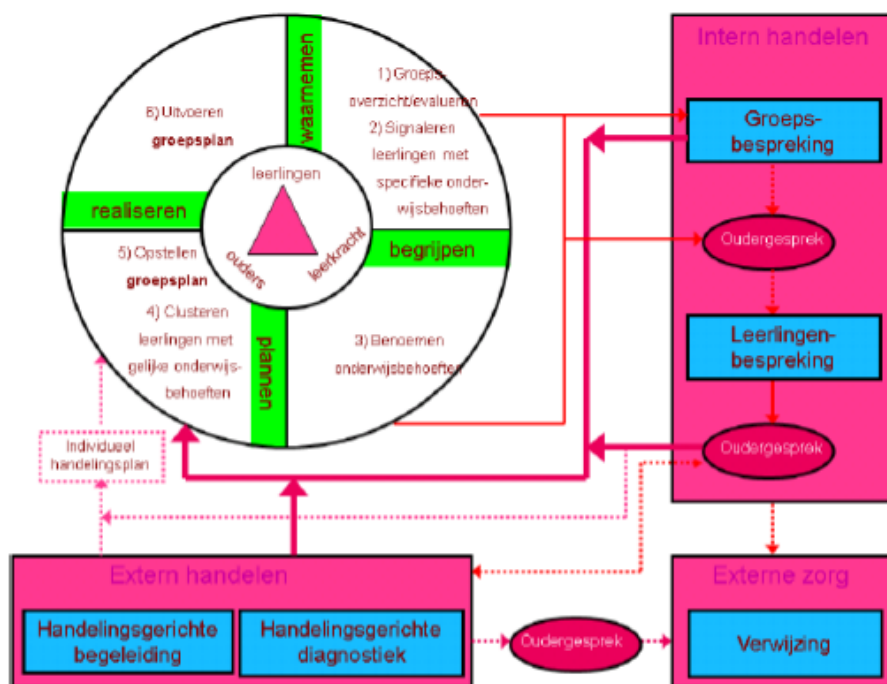 waarnemen
1) Groeps-
overzicht/evalueren
2) Signaleren
leerlingen met
specifieke onder-
wijsbehoeften
begrijpen
3) Benoemen
onderwijsbehoeften
plannen
4) Clusteren
leerlingen met
gelijke onderwijs-
behoeften
5) Opstellen
groepsplan
realiseren
6) Uitvoeren
groepsplan
leerlingen
ouders
leerkracht
Individueel
handelingsplan
Intern handelen
Groeps-
bespreking
Oudergesprek
Leerlingen-
bespreking
Oudergesprek
Extern handelen
Handelingsgerichte
begeleiding
Handelingsgerichte
diagnostiek
Oudergesprek
Externe zorg
Verwijzing